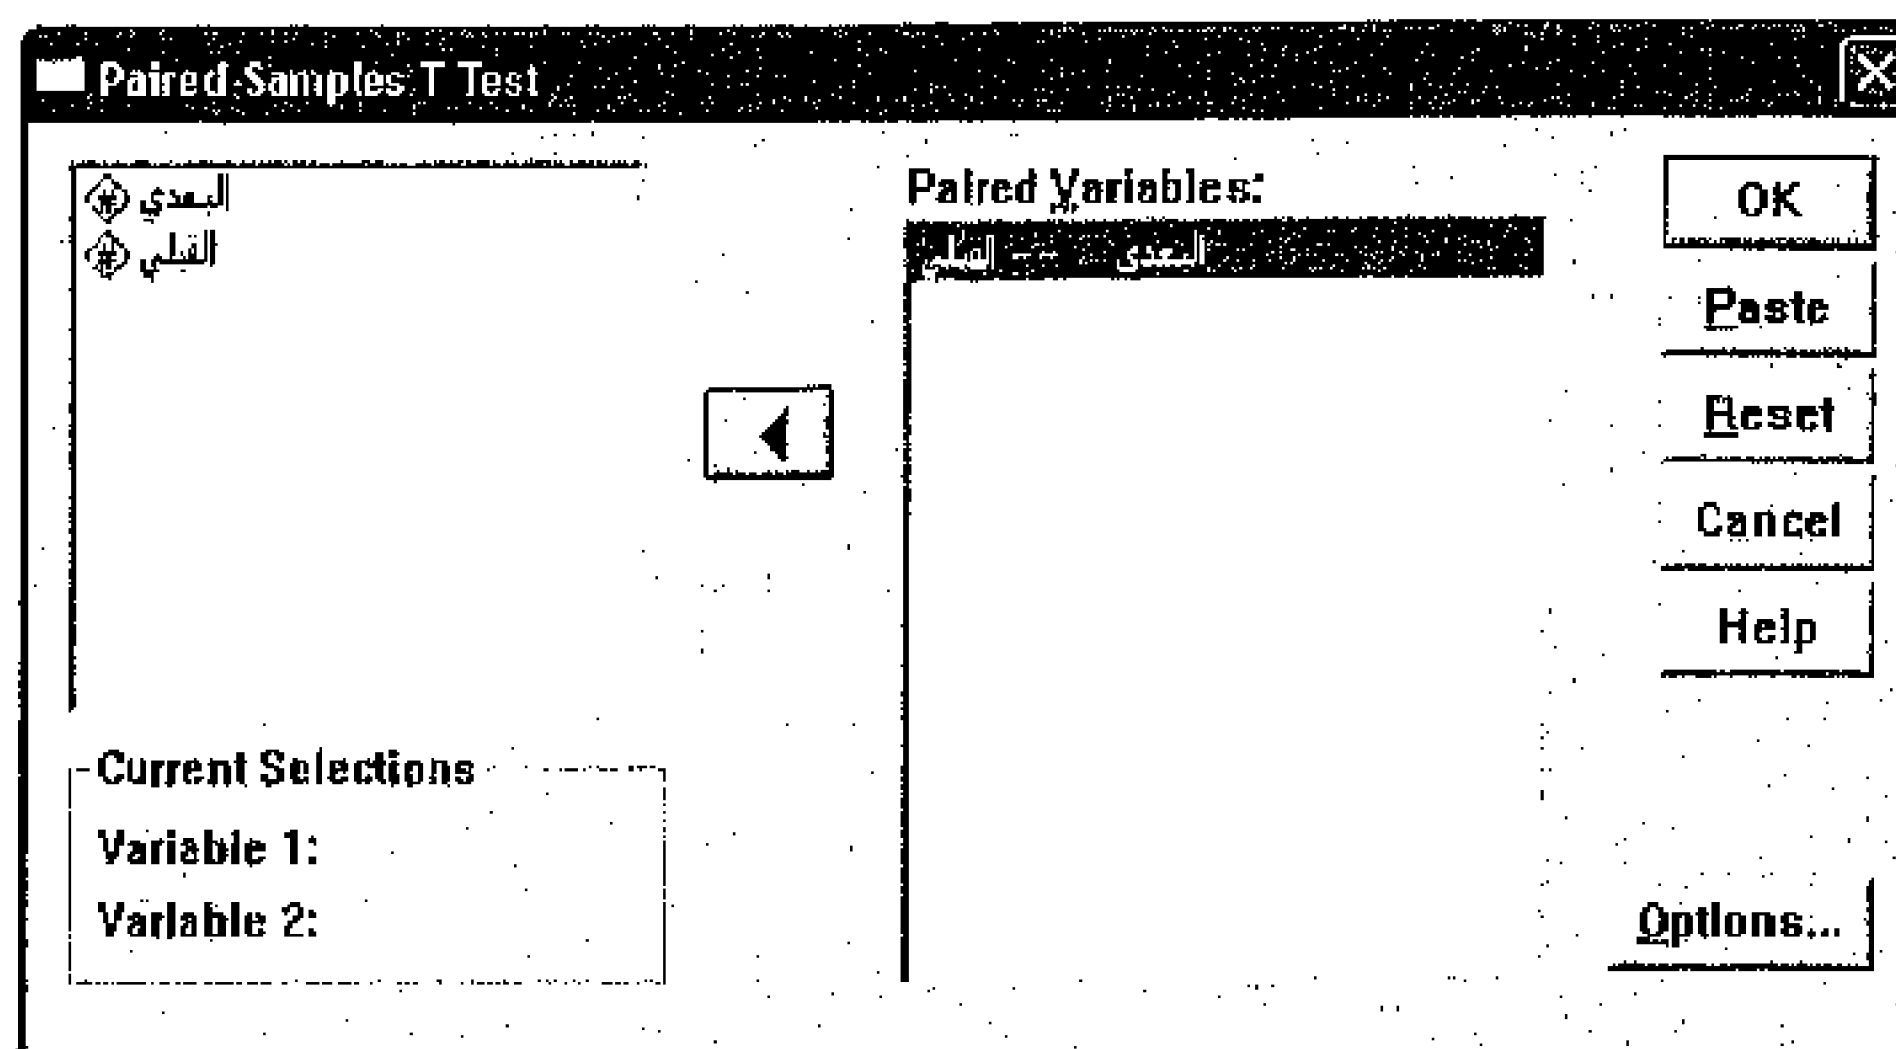 Paired-Samples T Test
البعدي
القبلي
Paired Variables:
القبلي -- البعدي
OK
Paste
Reset
Cancel
Help
Current Selections
Variable 1:
Variable 2:
Options...